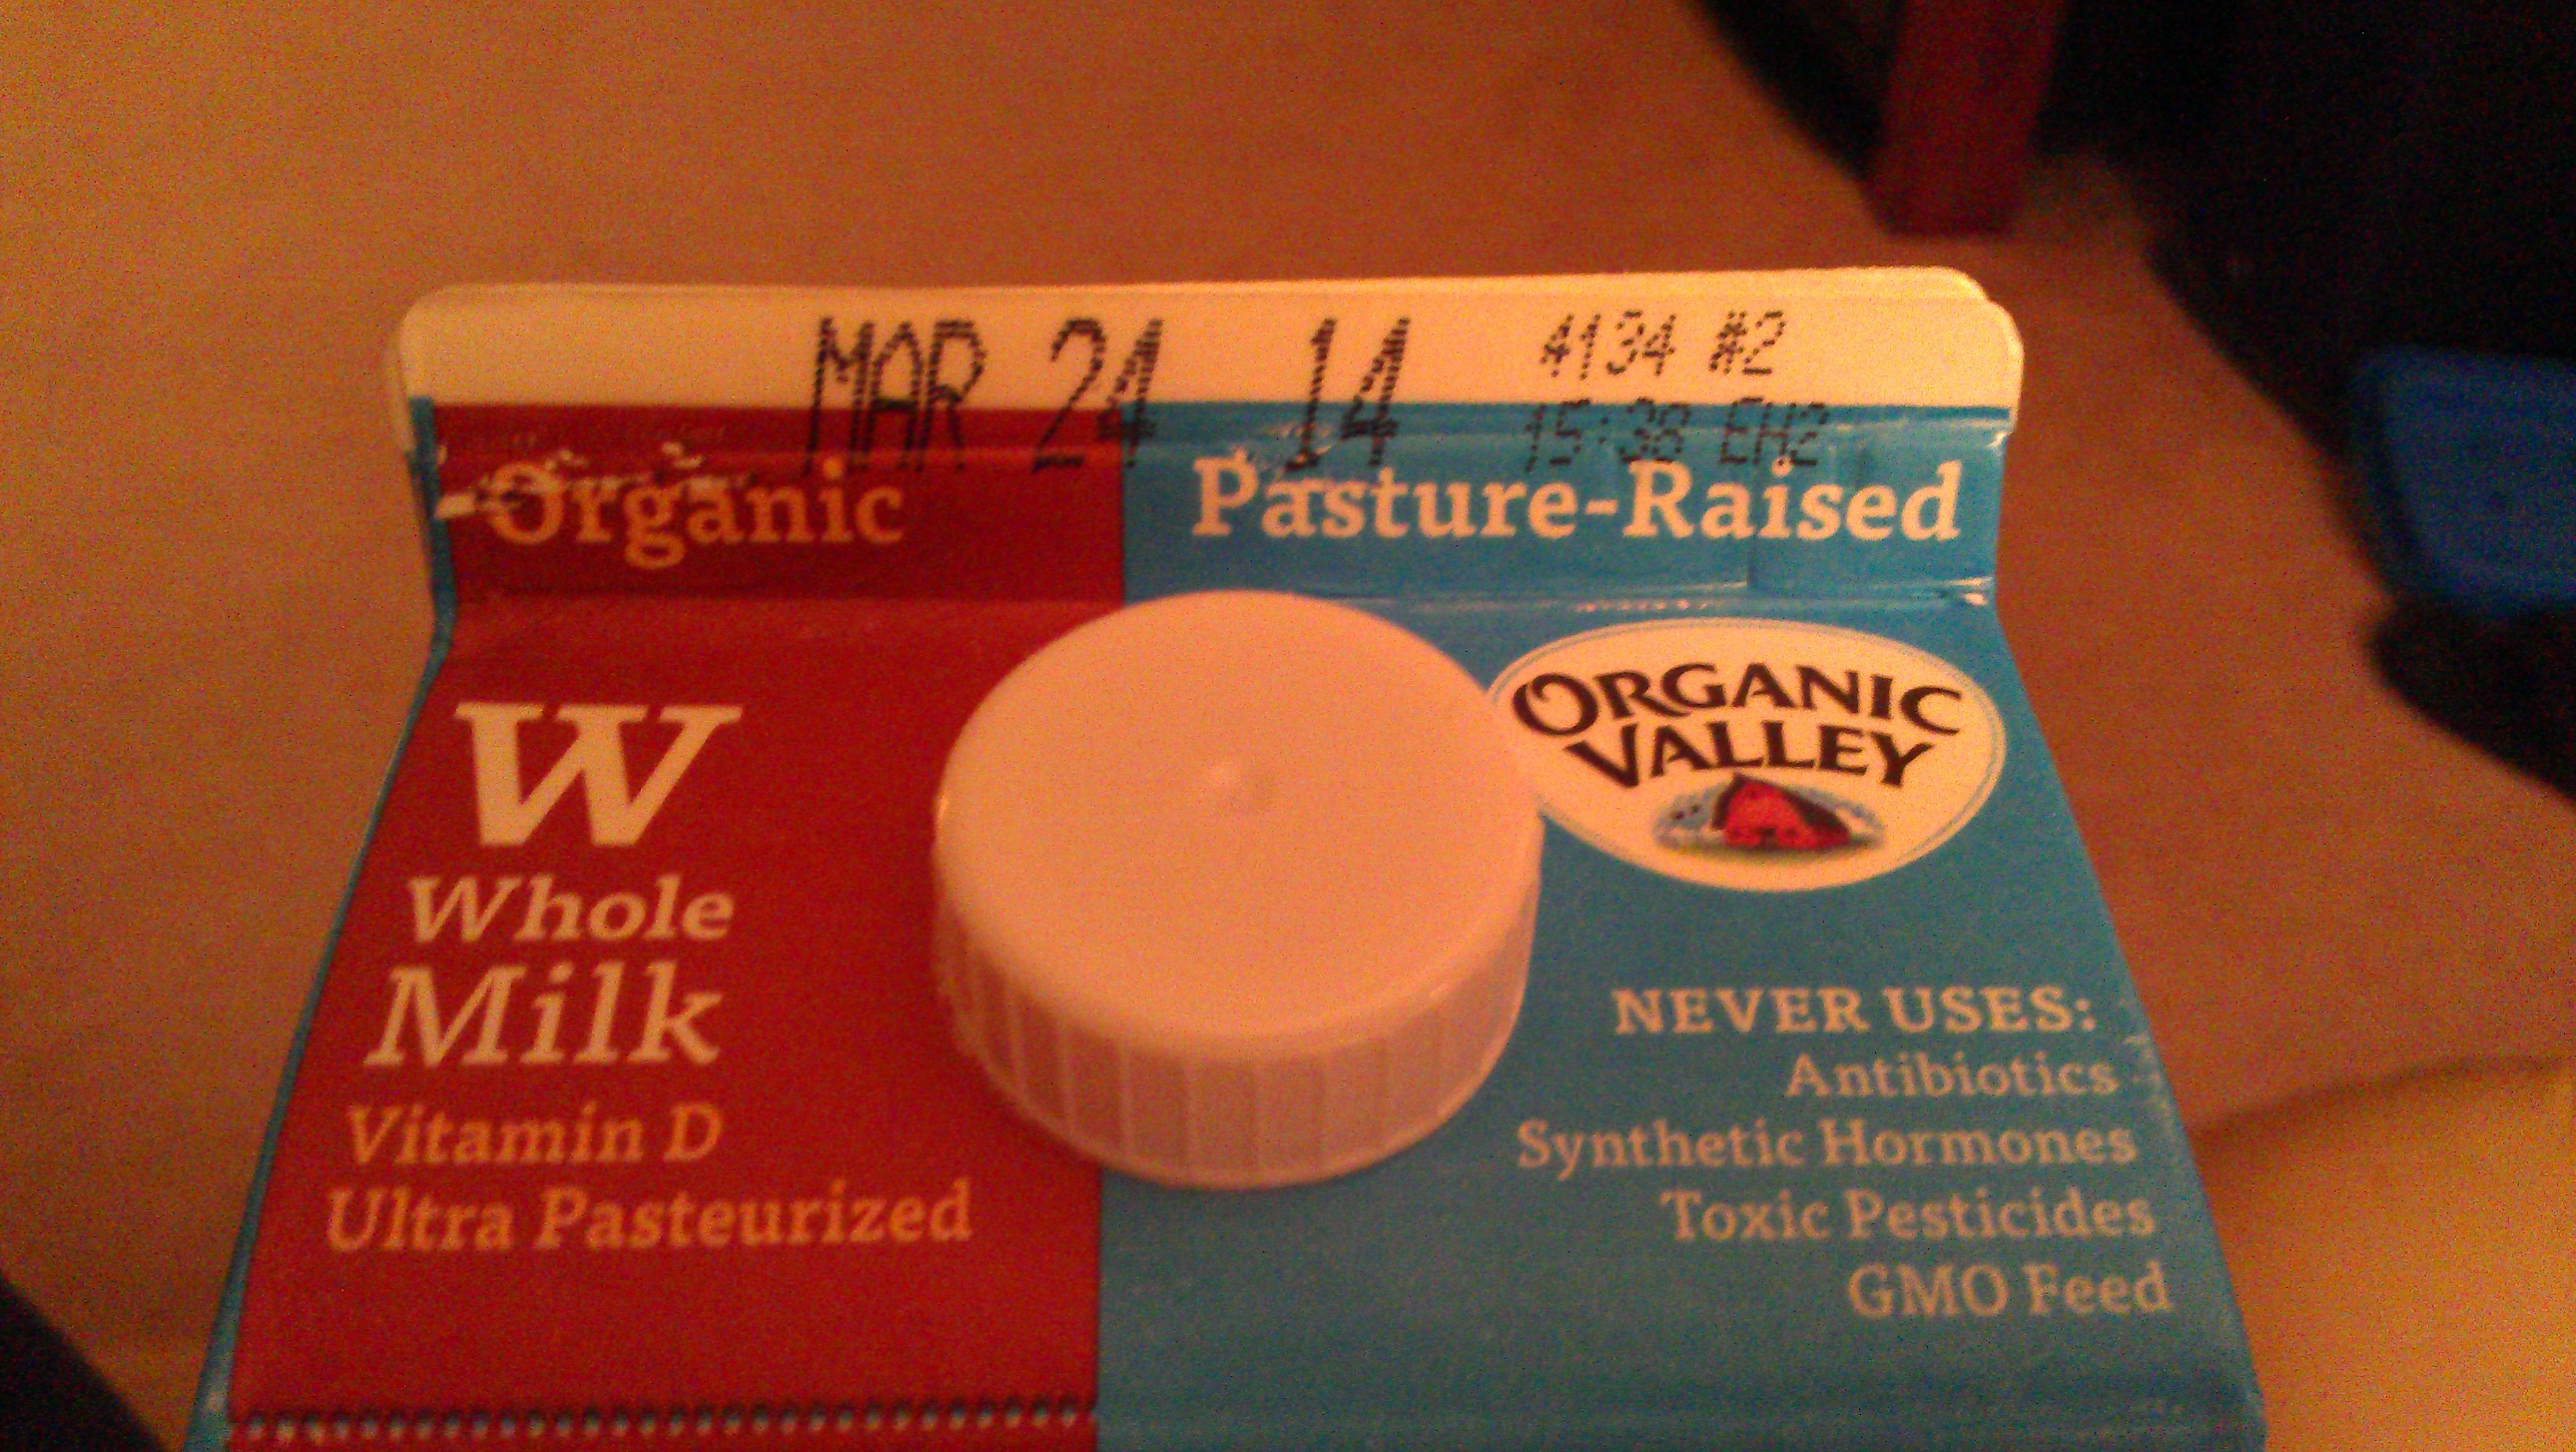 MAR 24 14
#134 #2
15:38 EH2
Organic
Pasture-Raised
W
Whole
Milk
Vitamin D
Ultra Pasteurized
ORGANIC
VALLEY
NEVER USES:
Antibiotics
Synthetic Hormones
Toxic Pesticides
GMO Feed